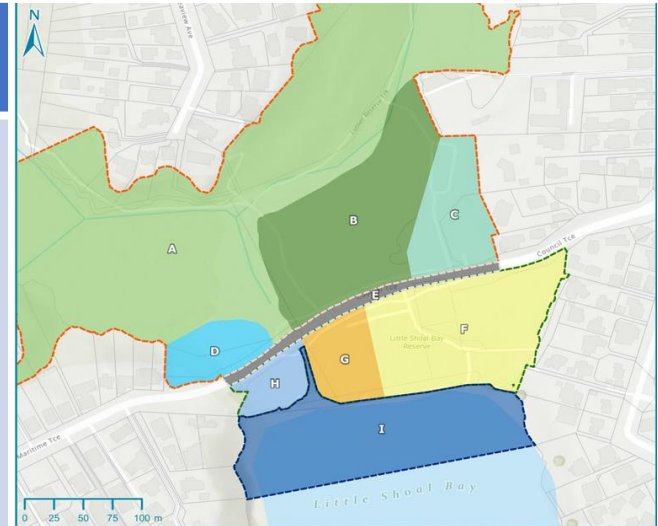 N
Council Tce
A
B
C
D
E
F
G
H
I
Little Shoal Bay
Reserve
Maritime Tce
Little Shoal Bay
0 25 50 75 100 m